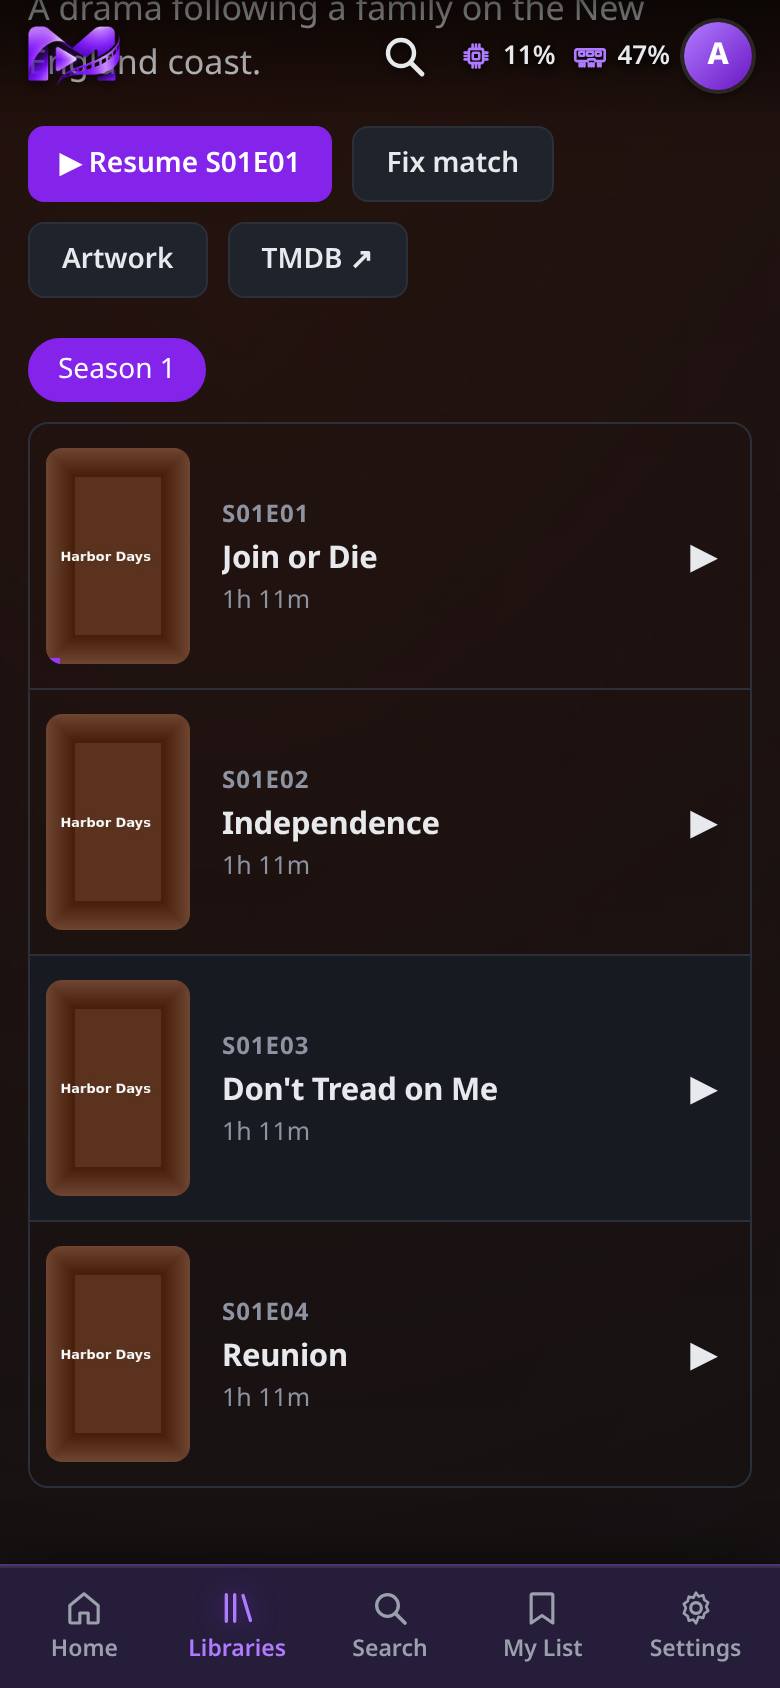 A drama following a family on the New
England coast.
11% 47% A
▶ Resume S01E01 Fix match
Artwork TMDB ↗
Season 1
Harbor Days
S01E01
Join or Die
1h 11m
Harbor Days
S01E02
Independence
1h 11m
Harbor Days
S01E03
Don't Tread on Me
1h 11m
Harbor Days
S01E04
Reunion
1h 11m
Home Libraries Search My List Settings